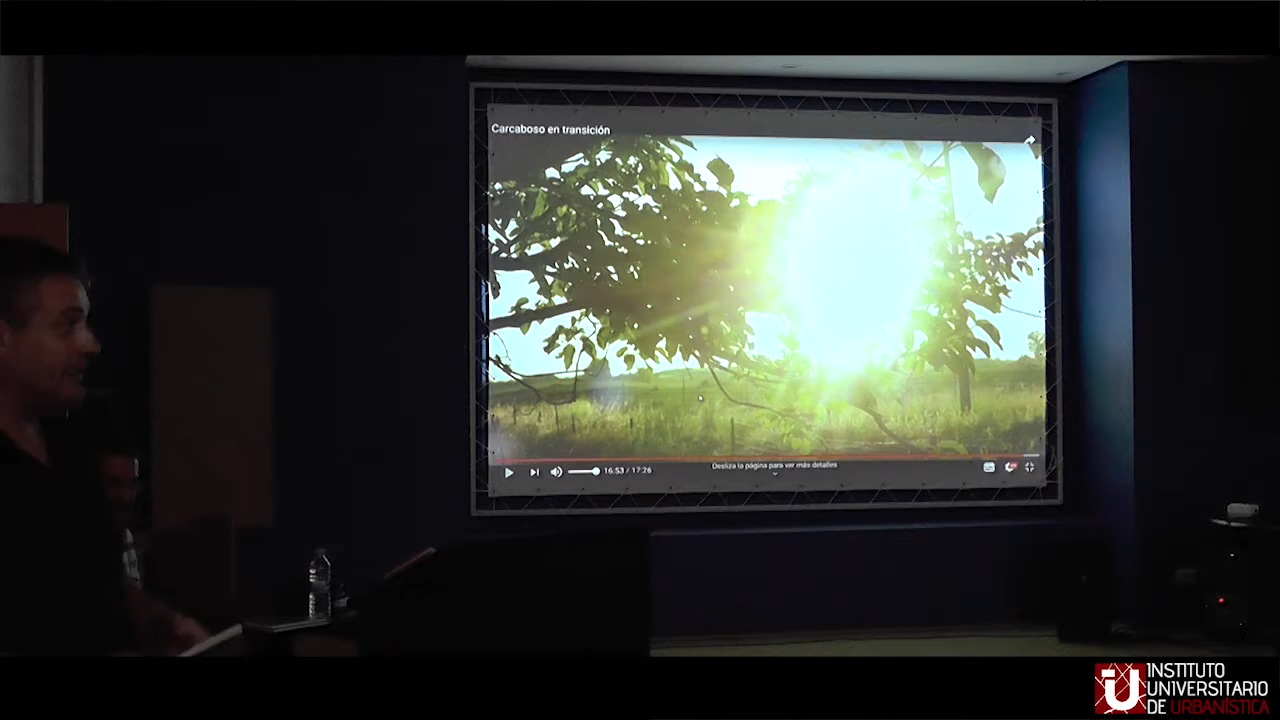 Carcaboso en transición
16:53 / 17:26
Desliza la página para ver más detalles
INSTITUTO
UNIVERSITARIO
DE URBANÍSTICA